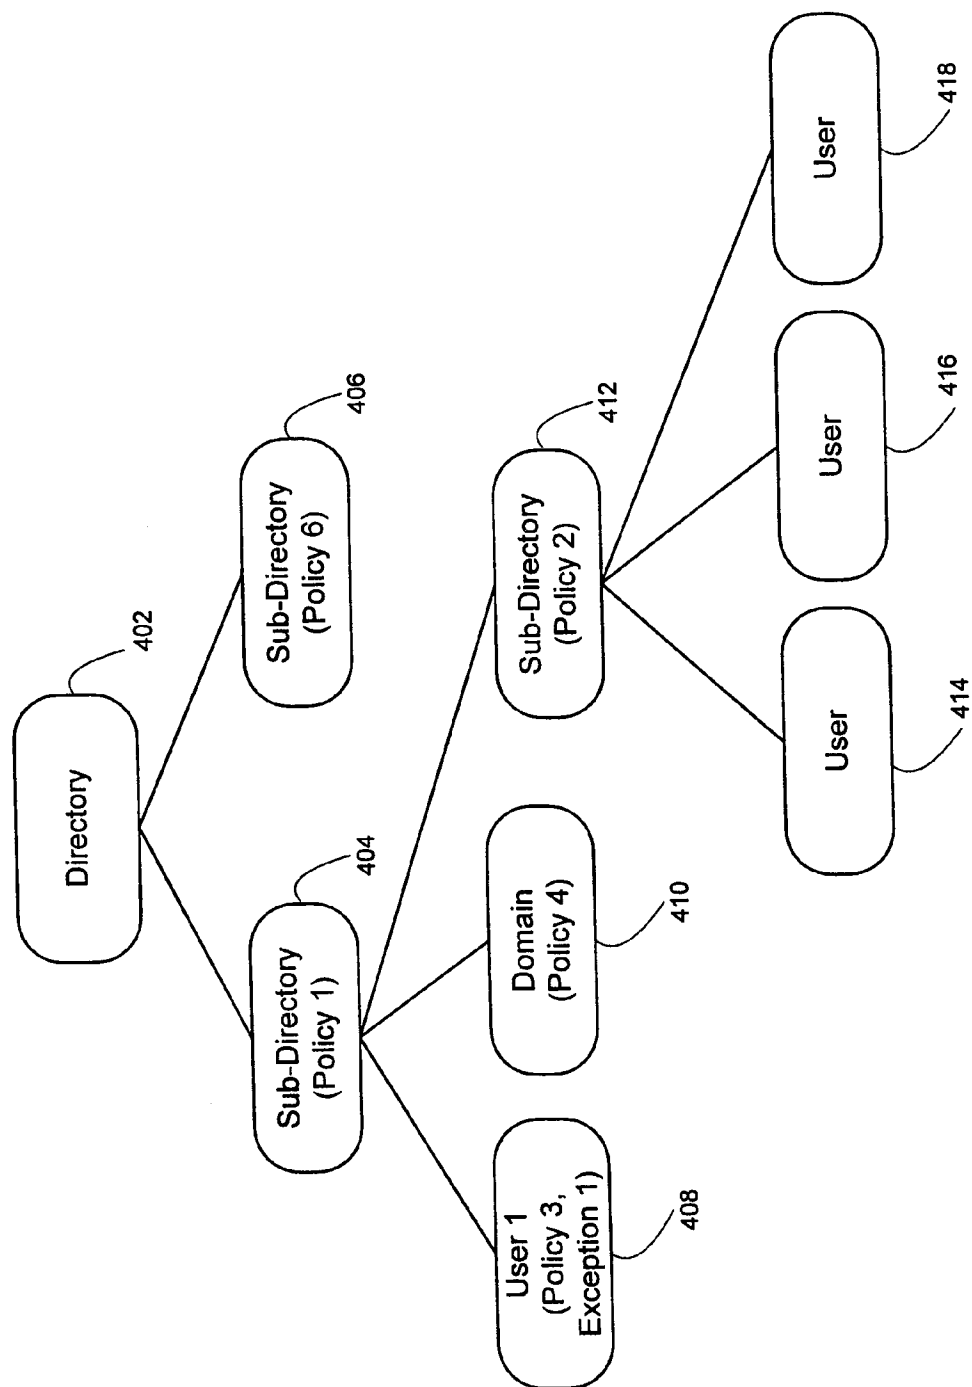 Directory
402
Sub-Directory
(Policy 1)
404
Sub-Directory
(Policy 6)
406
User 1
(Policy 3,
Exception 1)
408
Domain
(Policy 4)
410
Sub-Directory
(Policy 2)
412
User
414
User
416
User
418